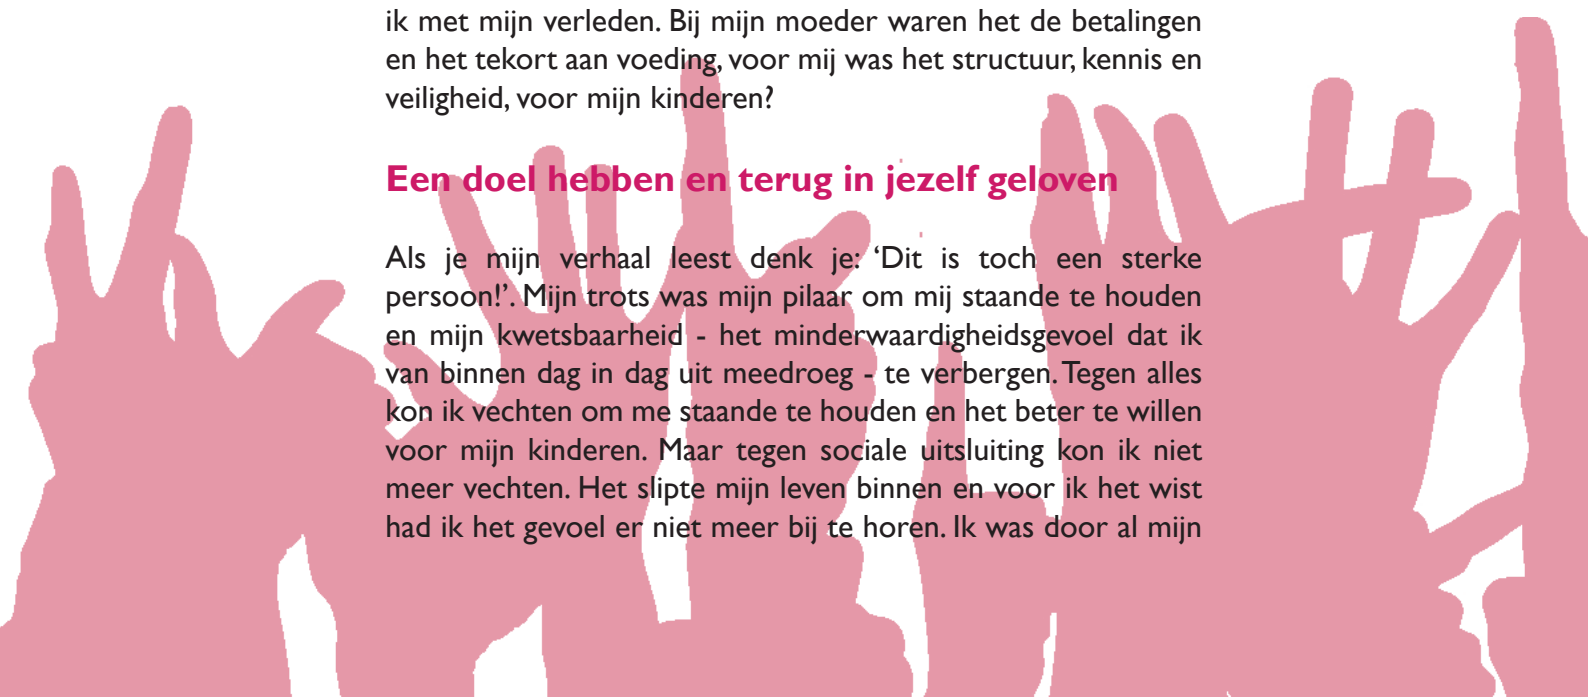 ik met mijn verleden. Bij mijn moeder waren het de betalingen
en het tekort aan voeding, voor mij was het structuur, kennis en
veiligheid, voor mijn kinderen?
Een doel hebben en terug in jezelf geloven
Als je mijn verhaal leest denk je: ‘Dit is toch een sterke
persoon!’. Mijn trots was mijn pilaar om mij staande te houden
en mijn kwetsbaarheid - het minderwaardigheidsgevoel dat ik
van binnen dag in dag uit meedroeg - te verbergen. Tegen alles
kon ik vechten om me staande te houden en het beter te willen
voor mijn kinderen. Maar tegen sociale uitsluiting kon ik niet
meer vechten. Het slipte mijn leven binnen en voor ik het wist
had ik het gevoel er niet meer bij te horen. Ik was door al mijn